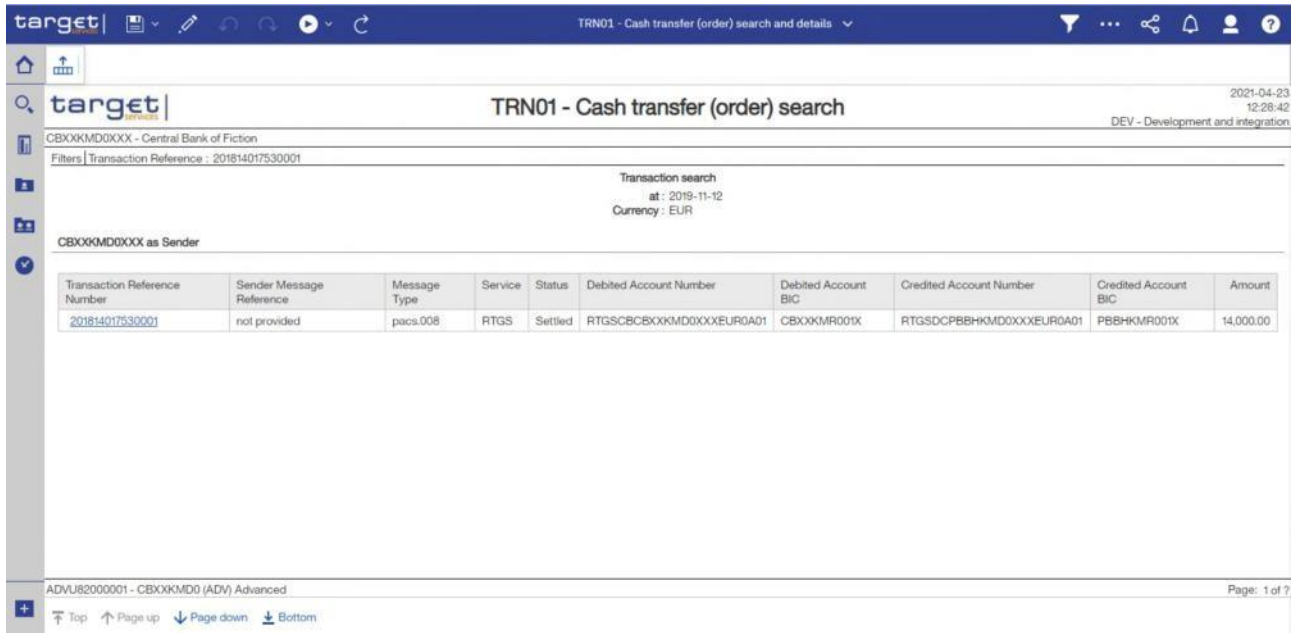 target| services
TRN01 - Cash transfer (order) search and details
target| services
TRN01 - Cash transfer (order) search
2021-04-23
12:28:42
DEV - Development and integration
CBXXKMD0XXX - Central Bank of Fiction
Filters | Transaction Reference : 201814017530001
Transaction search
at : 2019-11-12
Currency : EUR
CBXXKMD0XXX as Sender
Transaction Reference Number Sender Message Reference Message Type Service Status Debited Account Number Debited Account BIC Credited Account Number Credited Account BIC Amount
201814017530001 not provided pacs.008 RTGS Settled RTGSCBCBXXKMD0XXXEUR0A01 CBXXKMR001X RTGSDCPBBHKMD0XXXEUR0A01 PBBHKMR001X 14,000.00
ADVU82000001 - CBXXKMD0 (ADV) Advanced
Page: 1 of ?
Top Page up Page down Bottom